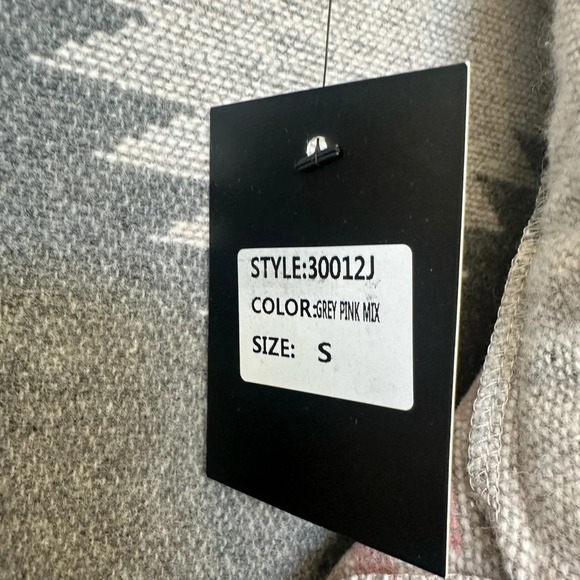 STYLE:30012J
COLOR:GREY PINK MIX
SIZE: S